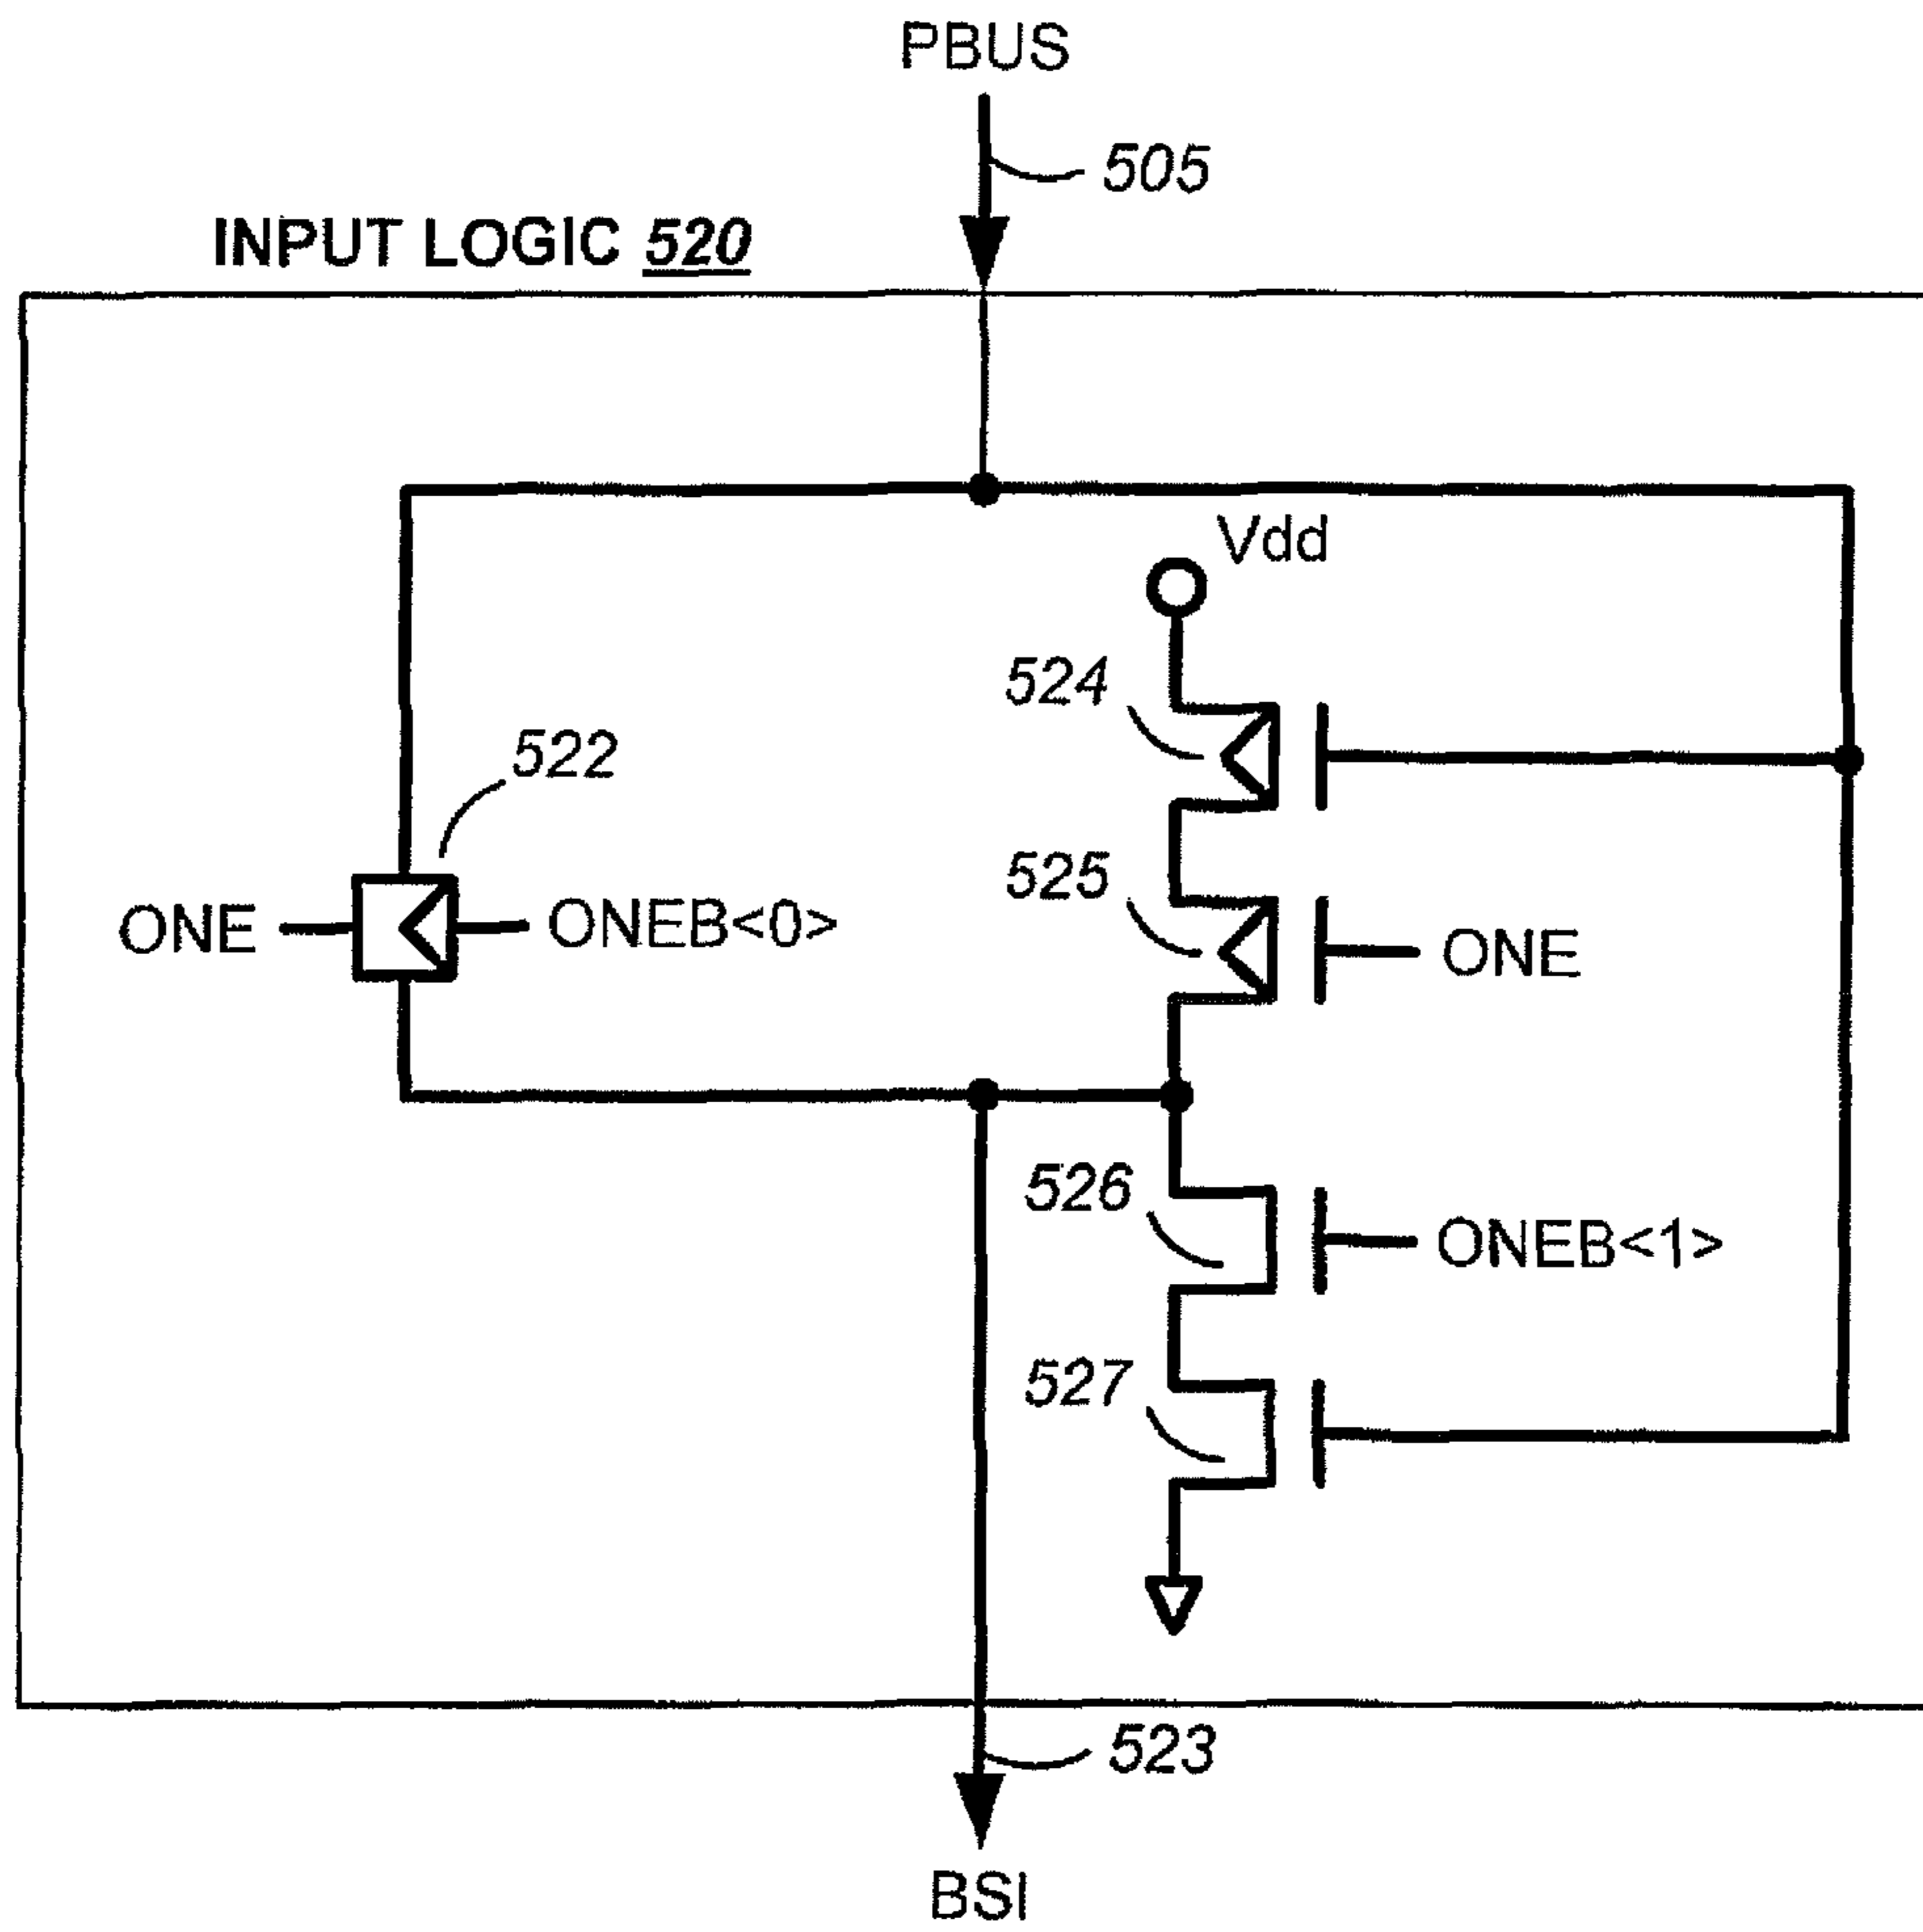 PBUS
505
INPUT LOGIC 520
Vdd
524
522
525
ONE
ONEB<0>
ONE
526
ONEB<1>
527
523
BSI